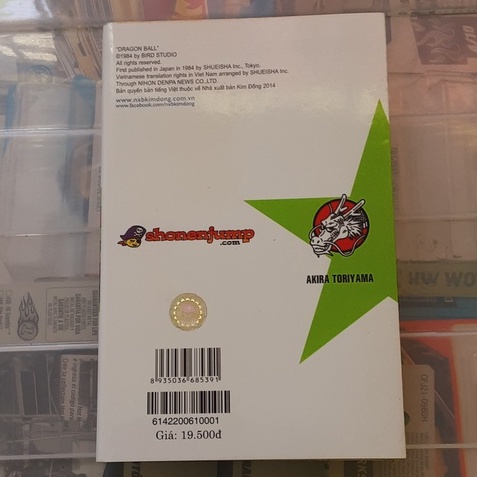 "DRAGON BALL"
©1984 by BIRD STUDIO
All rights reserved.
First published in Japan in 1984 by SHUEISHA Inc., Tokyo.
Vietnamese translation rights in Viet Nam arranged by SHUEISHA Inc.
Through NIHON DENPA NEWS CO.,LTD.
Bản quyền bản tiếng Việt thuộc về Nhà xuất bản Kim Đồng 2014
www.nxbkimdong.com.vn
www.facebook.com/nxbkimdong
shonenjump
.com
AKIRA TORIYAMA
8 935036 685391
6142200610001
Giá: 19.500đ